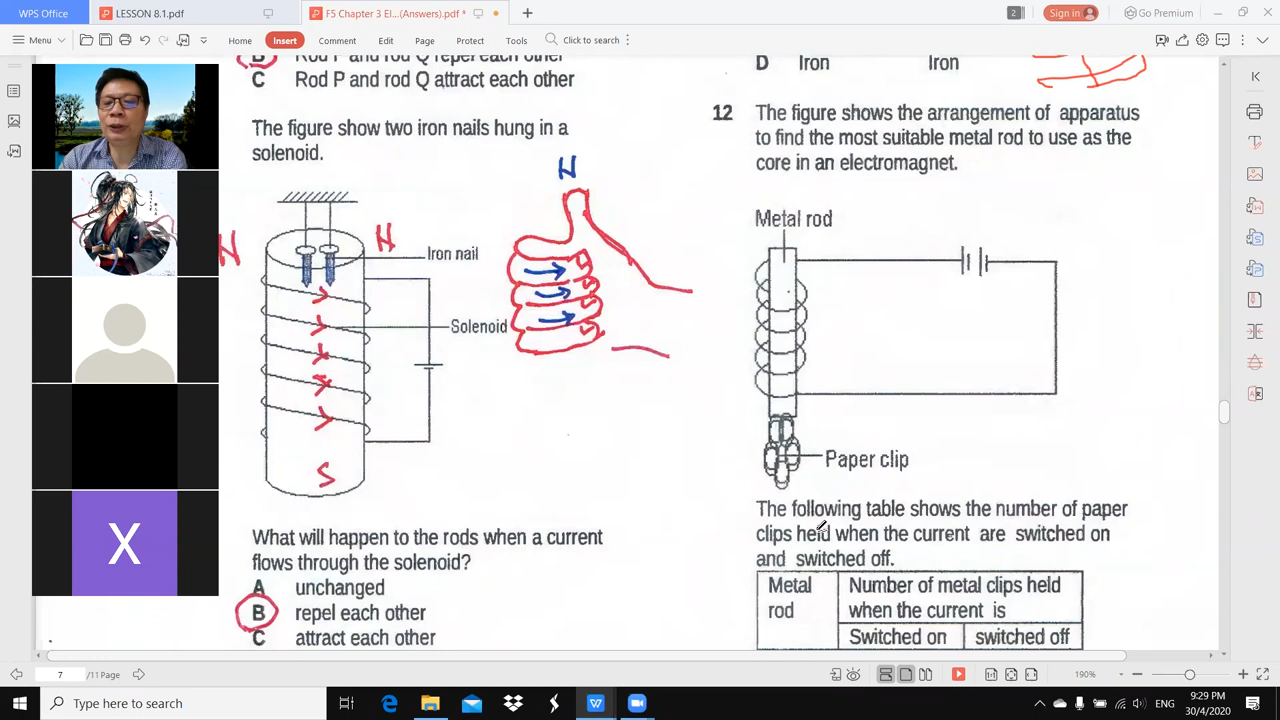 WPS Office
LESSON 8.1.pdf
F5 Chapter 3 El...(Answers).pdf *
2
Sign in
Go Premium
Menu
Home
Insert
Comment
Edit
Page
Protect
Tools
Click to search
B Rod P and rod Q repel each other
C Rod P and rod Q attract each other
The figure show two iron nails hung in a
solenoid.
N
N
Iron nail
Solenoid
S
N
What will happen to the rods when a current
flows through the solenoid?
A unchanged
B repel each other
C attract each other
D Iron Iron
12 The figure shows the arrangement of apparatus
to find the most suitable metal rod to use as the
core in an electromagnet.
Metal rod
Paper clip
The following table shows the number of paper
clips held when the current are switched on
and switched off.
Metal
rod
Number of metal clips held
when the current is
Switched on switched off
X
7 /11 Page
190%
Type here to search
ENG
9:29 PM
30/4/2020